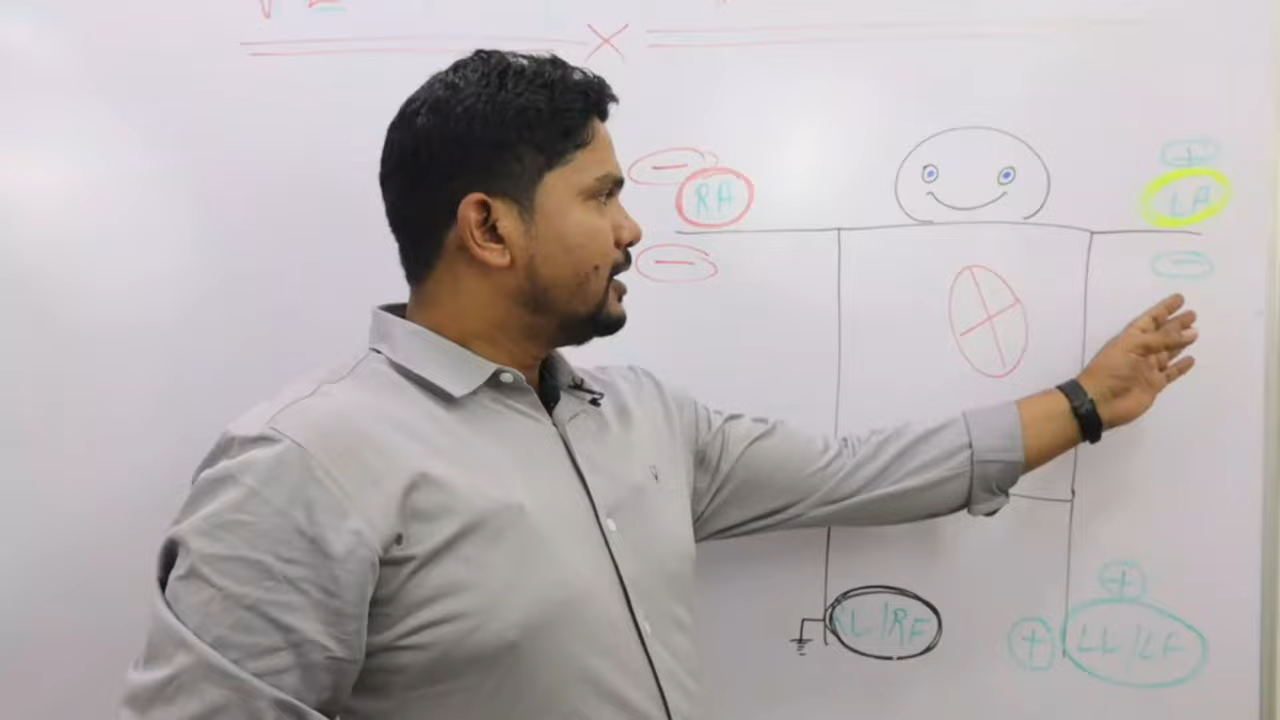 RA
+
LA
-
-
-
RL/RF
+
+
LL/LF